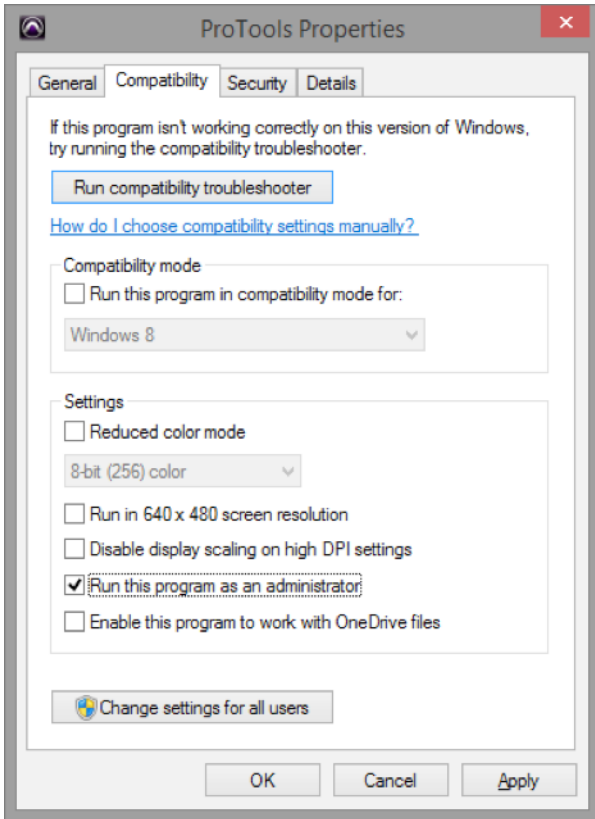 ProTools Properties
General Compatibility Security Details
If this program isn't working correctly on this version of Windows,
try running the compatibility troubleshooter.
Run compatibility troubleshooter
How do I choose compatibility settings manually?
Compatibility mode
Run this program in compatibility mode for:
Windows 8
Settings
Reduced color mode
8-bit (256) color
Run in 640 x 480 screen resolution
Disable display scaling on high DPI settings
Run this program as an administrator
Enable this program to work with OneDrive files
Change settings for all users
OK Cancel Apply